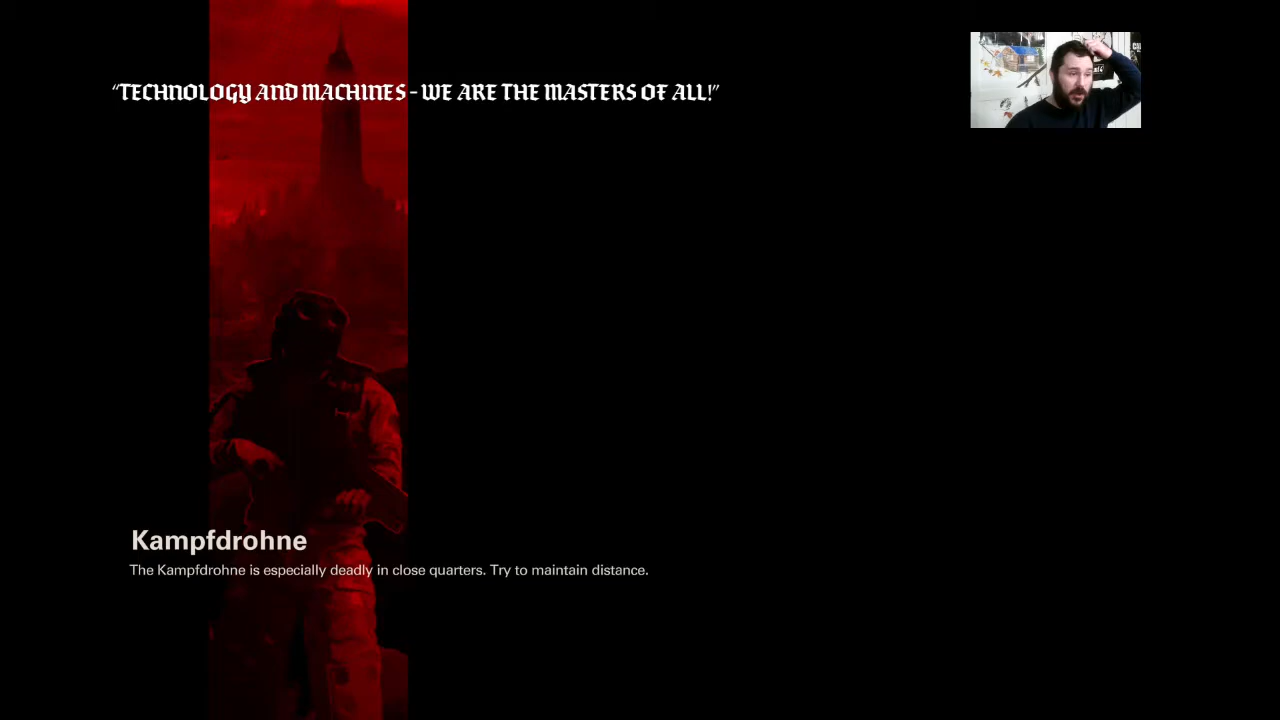 “TECHNOLOGY AND MACHINES - WE ARE THE MASTERS OF ALL!”
Kampfdrohne
The Kampfdrohne is especially deadly in close quarters. Try to maintain distance.